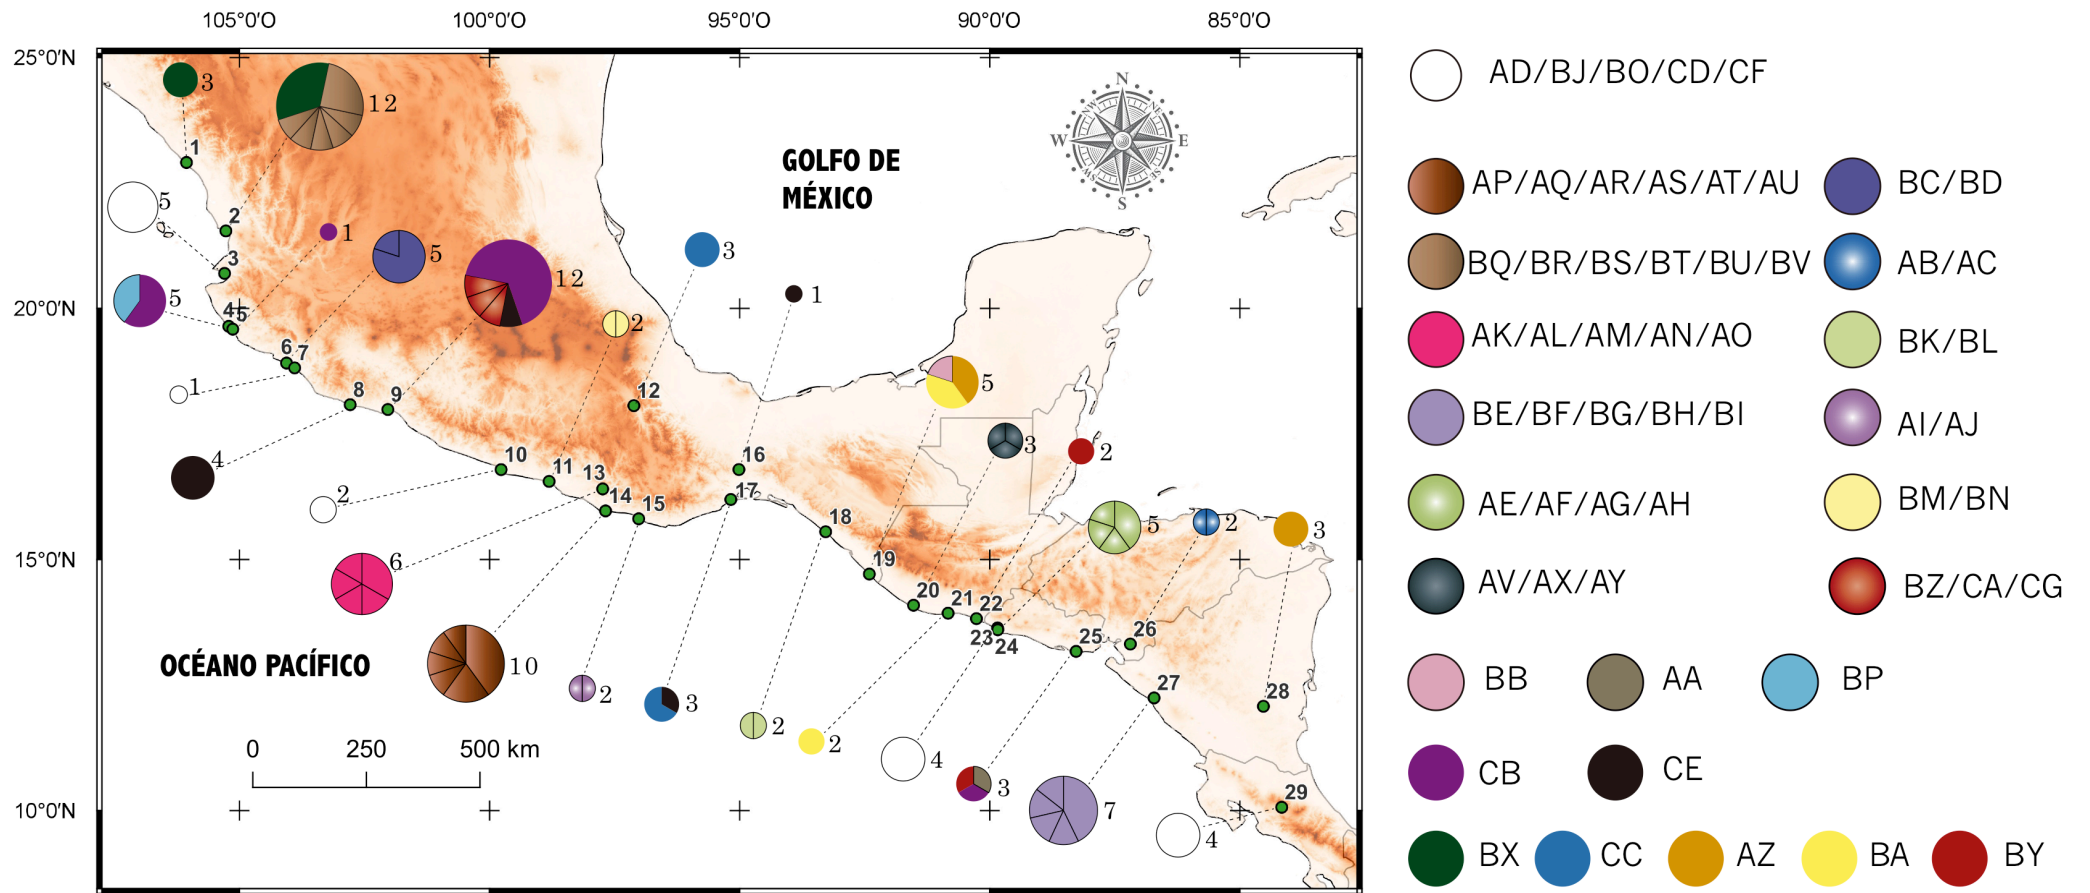 105°0'O 100°0'O 95°0'O 90°0'O 85°0'O
25°0'N
20°0'N
15°0'N
10°0'N
GOLFO DE
MÉXICO
OCÉANO PACÍFICO
N
NE
E
SE
S
SW
W
NW
0 250 500 km
3
12
5
1
5
5
12
3
1
2
1
4
2
6
10
2
3
2
2
4
3
7
4
5
3
2
5
2
3
1
2
3
4
5
6
7
8
9
10
11
12
13
14
15
16
17
18
19
20
21
22
23
24
25
26
27
28
29
AD/BJ/BO/CD/CF
AP/AQ/AR/AS/AT/AU BC/BD
BQ/BR/BS/BT/BU/BV AB/AC
AK/AL/AM/AN/AO BK/BL
BE/BF/BG/BH/BI AI/AJ
AE/AF/AG/AH BM/BN
AV/AX/AY BZ/CA/CG
BB AA BP
CB CE
BX CC AZ BA BY